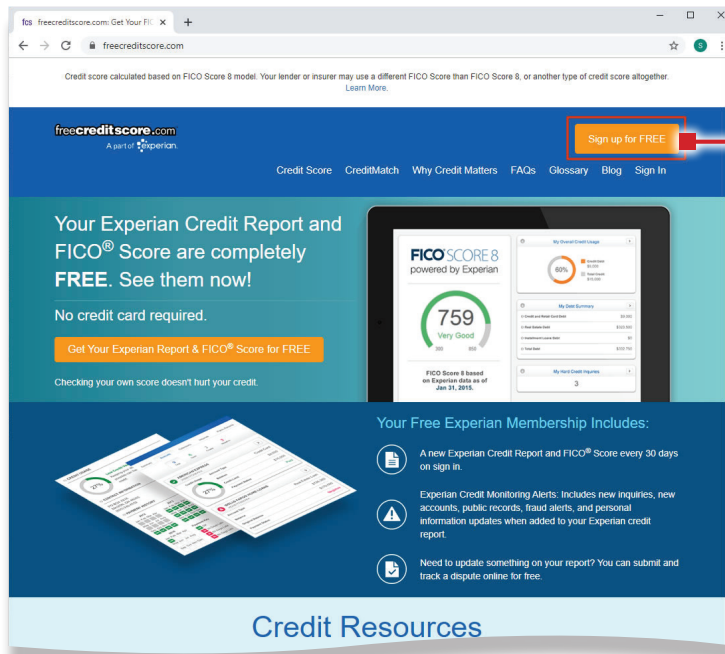 fcs freecreditscore.com: Get Your FIC
freecreditscore.com
S
Credit score calculated based on FICO Score 8 model. Your lender or insurer may use a different FICO Score than FICO Score 8, or another type of credit score altogether.
Learn More.
freecreditscore.com
A part of experian.
Sign up for FREE
Credit Score CreditMatch Why Credit Matters FAQs Glossary Blog Sign In
Your Experian Credit Report and
FICO® Score are completely
FREE. See them now!
No credit card required.
Get Your Experian Report & FICO® Score for FREE
Checking your own score doesn't hurt your credit.
FICO® SCORE 8
powered by Experian
759
Very Good
350 850
FICO Score 8 based
on Experian data as of
Jan 31, 2015.
My Overall Credit Usage
60%
My Debt Summary
Total Debt
My Hard Credit Inquiries
3
Your Free Experian Membership Includes:
A new Experian Credit Report and FICO® Score every 30 days
on sign in.
Experian Credit Monitoring Alerts: Includes new inquiries, new
accounts, public records, fraud alerts, and personal
information updates when added to your Experian credit
report.
Need to update something on your report? You can submit and
track a dispute online for free.
27%
27%
Credit Resources